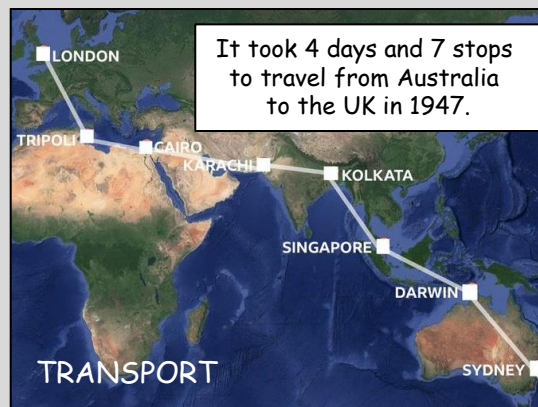 It took 4 days and 7 stops
to travel from Australia
to the UK in 1947.
LONDON
TRIPOLI
CAIRO
KARACHI
KOLKATA
SINGAPORE
DARWIN
SYDNEY
TRANSPORT